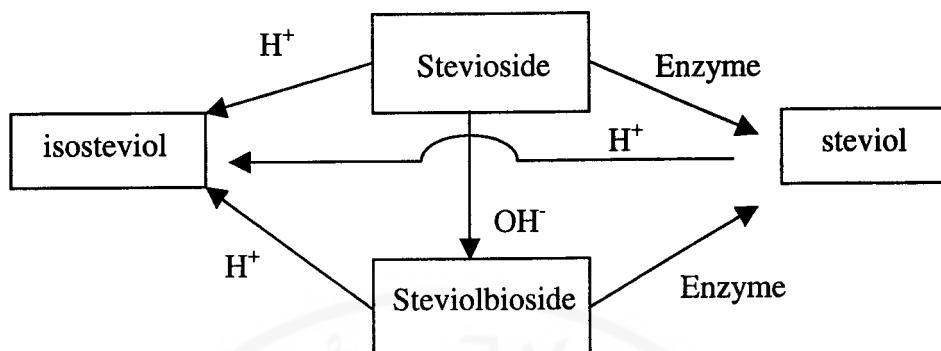 H⁺
Stevioside
Enzyme
isosteviol
H⁺
steviol
OH⁻
H⁺
Steviolbioside
Enzyme